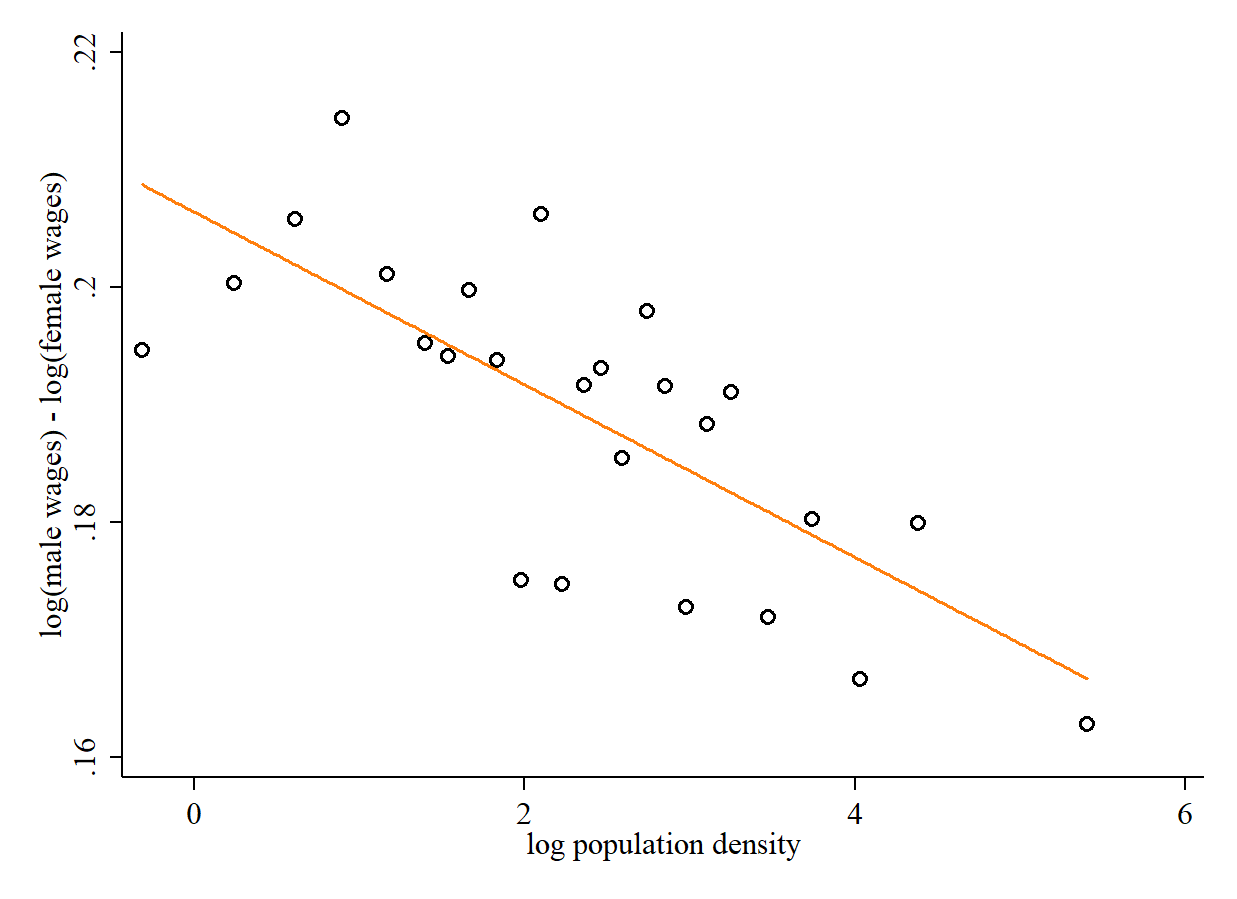 log(male wages) - log(female wages)
.22
.2
.18
.16
0 2 4 6
log population density